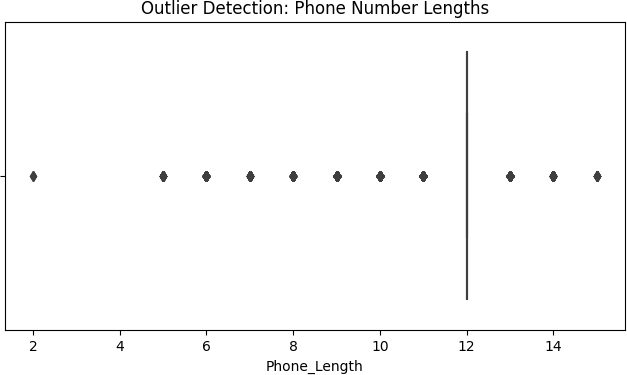 Outlier Detection: Phone Number Lengths
2 4 6 8 10 12 14
Phone_Length